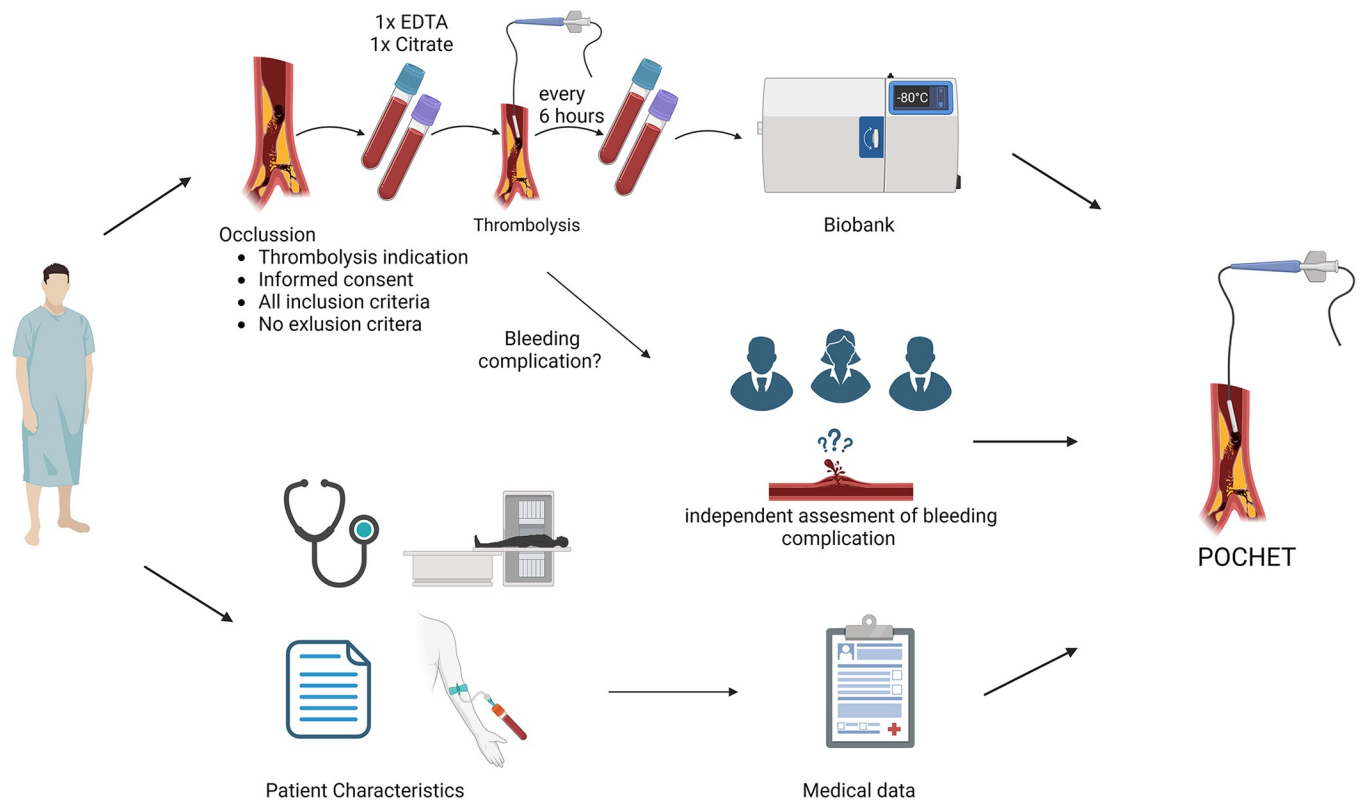 1x EDTA
1x Citrate
every
6 hours
-80°C
Occlussion
• Thrombolysis indication
• Informed consent
• All inclusion criteria
• No exlusion critera
Thrombolysis
Biobank
Bleeding
complication?
???
independent assesment of bleeding
complication
POCHET
Patient Characteristics
Medical data